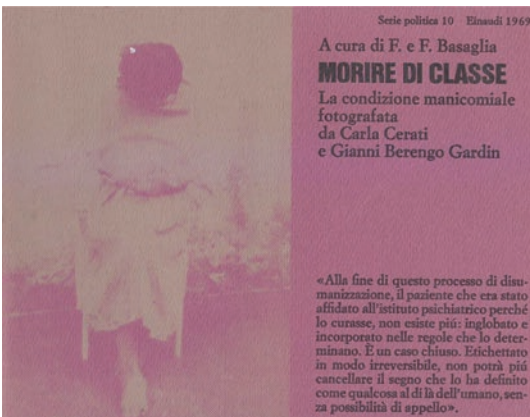 Serie politica 10   Einaudi 1969
A cura di F. e F. Basaglia
MORIRE DI CLASSE
La condizione manicomiale
fotografata
da Carla Cerati
e Gianni Berengo Gardin
«Alla fine di questo processo di disu-
manizzazione, il paziente che era stato
affidato all'istituto psichiatrico perché
lo curasse, non esiste piú: inglobato e
incorporato nelle regole che lo deter-
minano. È un caso chiuso. Etichettato
in modo irreversibile, non potrà piú
cancellare il segno che lo ha definito
come qualcosa al di là dell'umano, sen-
za possibilità di appello».